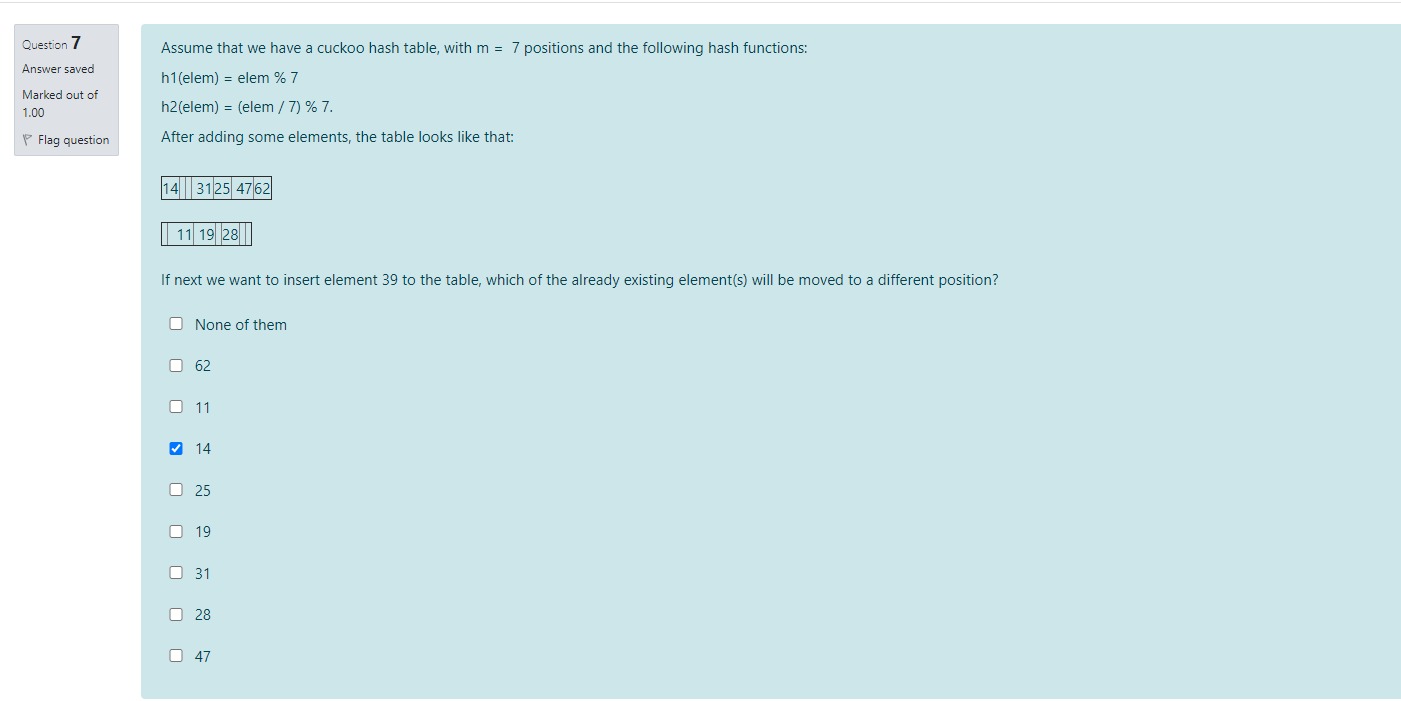 Question 7
Answer saved
Marked out of
1.00
Flag question
Assume that we have a cuckoo hash table, with m = 7 positions and the following hash functions:
h1(elem) = elem % 7
h2(elem) = (elem / 7) % 7.
After adding some elements, the table looks like that:
14 31 25 47 62
11 19 28
If next we want to insert element 39 to the table, which of the already existing element(s) will be moved to a different position?
None of them
62
11
14
25
19
31
28
47